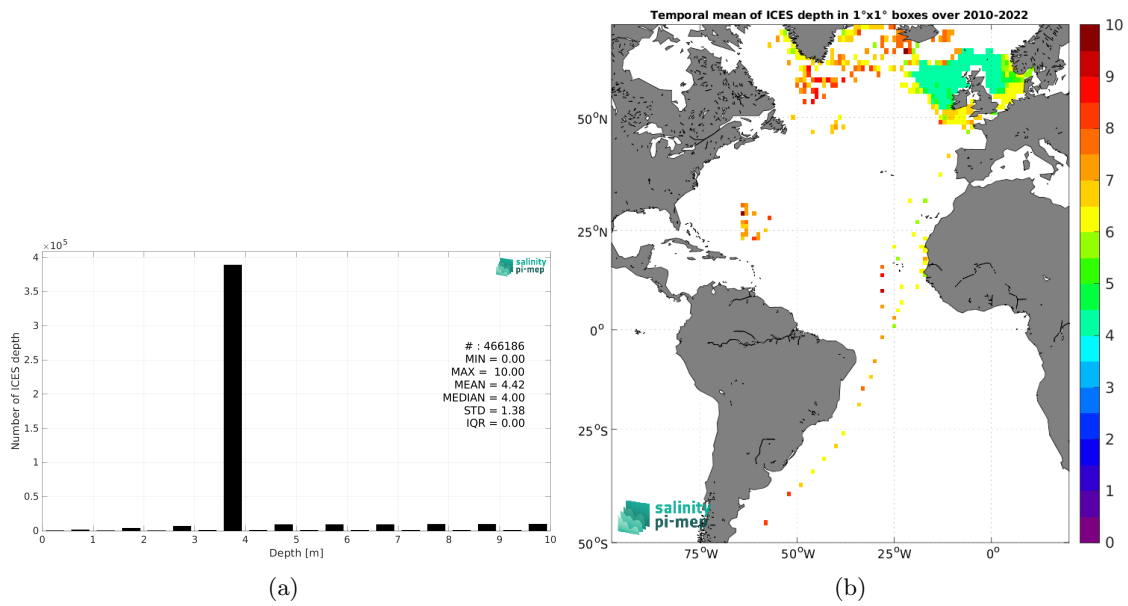 ×10⁵
4
3.5
3
2.5
2
1.5
1
0.5
0
Number of ICES depth
salinity
pi-mep
# : 466186
MIN = 0.00
MAX = 10.00
MEAN = 4.42
MEDIAN = 4.00
STD = 1.38
IQR = 0.00
0 1 2 3 4 5 6 7 8 9 10
Depth [m]
(a)
Temporal mean of ICES depth in 1°x1° boxes over 2010-2022
50°N
25°N
0°
25°S
50°S
75°W 50°W 25°W 0°
salinity
pi-mep
10
9
8
7
6
5
4
3
2
1
0
(b)